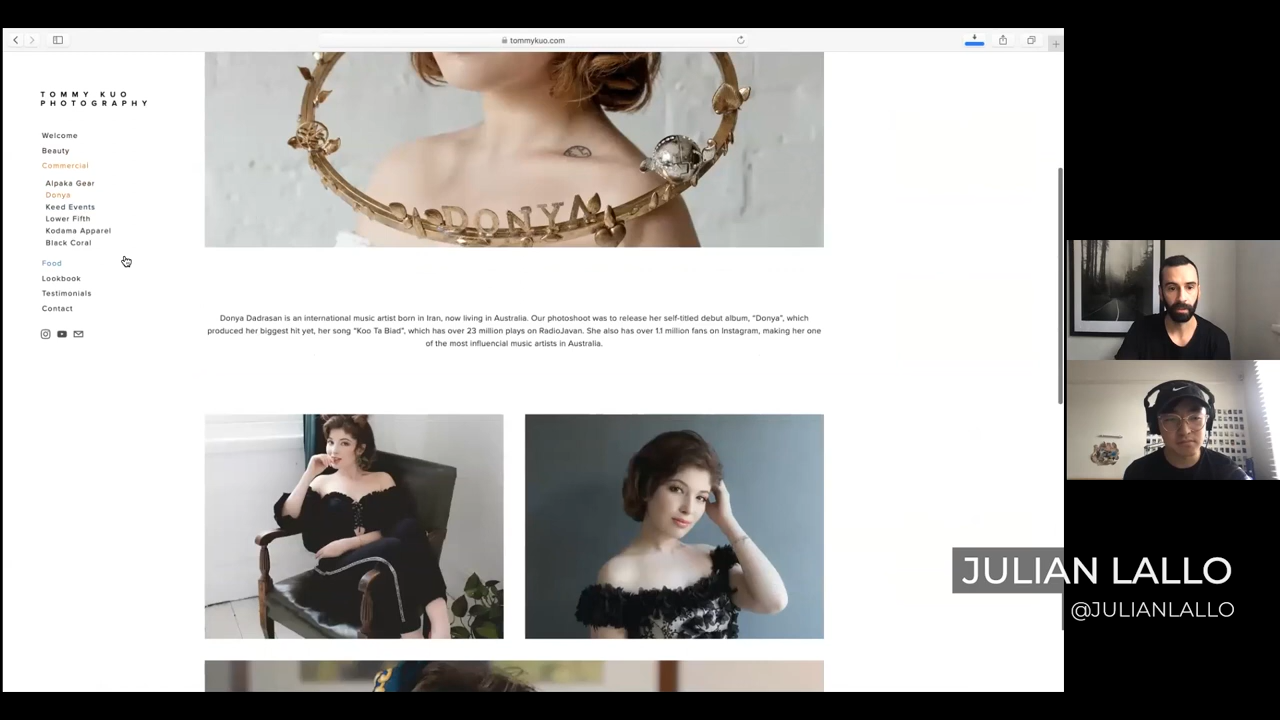 tommykuo.com
TOMMY KUO
PHOTOGRAPHY
Welcome
Beauty
Commercial
Alpaka Gear
Donya
Keed Events
Lower Fifth
Kodama Apparel
Black Coral
Food
Lookbook
Testimonials
Contact
DONYA
Donya Dadrasan is an international music artist born in Iran, now living in Australia. Our photoshoot was to release her self-titled debut album, "Donya", which
produced her biggest hit yet, her song "Koo Ta Biad", which has over 23 million plays on RadioJavan. She also has over 1.1 million fans on Instagram, making her one
of the most influencial music artists in Australia.
JULIAN LALLO
@JULIANLALLO